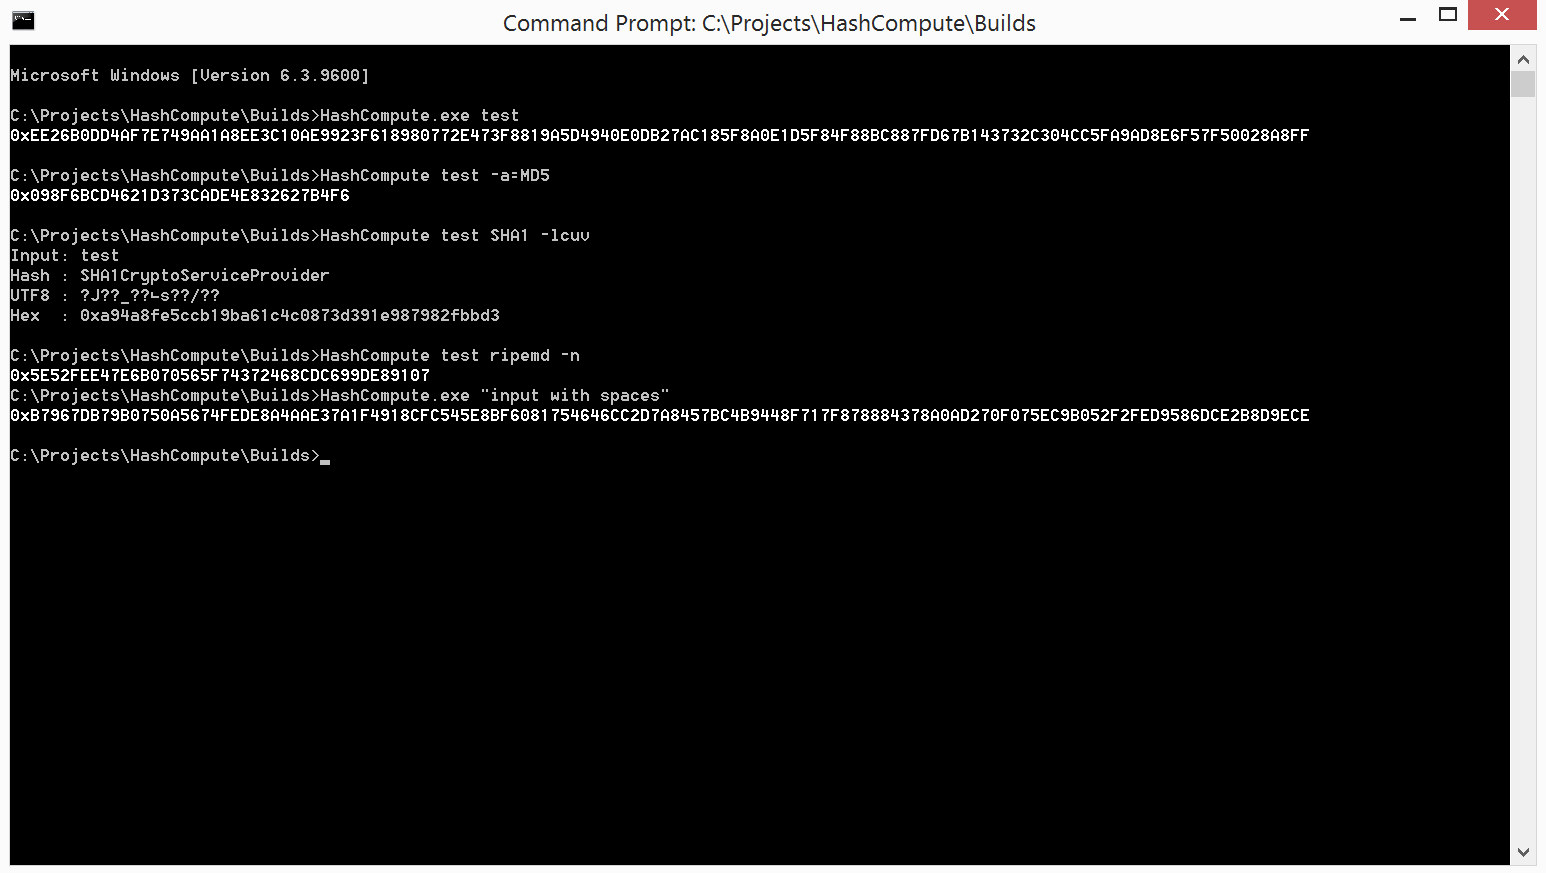 Command Prompt: C:\Projects\HashCompute\Builds
Microsoft Windows [Version 6.3.9600]
C:\Projects\HashCompute\Builds>HashCompute.exe test
0xEE26B0DD4AF7E749AA1A8EE3C10AE9923F618980772E473F8819A5D4940E0DB27AC185F8A0E1D5F84F88BC887FD67B143732C304CC5FA9AD8E6F57F50028A8FF
C:\Projects\HashCompute\Builds>HashCompute test -a=MD5
0x098F6BCD4621D373CADE4E832627B4F6
C:\Projects\HashCompute\Builds>HashCompute test SHA1 -lcuv
Input: test
Hash : SHA1CryptoServiceProvider
UTF8 : ?J??_??∟s??/??
Hex  : 0xa94a8fe5ccb19ba61c4c0873d391e987982fbbd3
C:\Projects\HashCompute\Builds>HashCompute test ripemd -n
0x5E52FEE47E6B070565F74372468CDC699DE89107
C:\Projects\HashCompute\Builds>HashCompute.exe "input with spaces"
0xB7967DB79B0750A5674FEDE8A4AAE37A1F4918CFC545E8BF6081754646CC2D7A8457BC4B9448F717F878884378A0AD270F075EC9B052F2FED9586DCE2B8D9ECE
C:\Projects\HashCompute\Builds>_